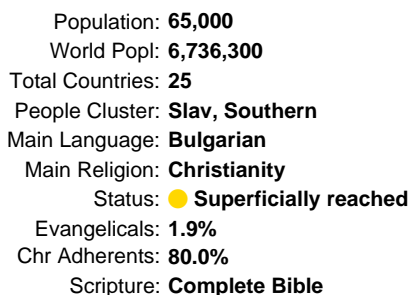 Population: 65,000
World Popl: 6,736,300
Total Countries: 25
People Cluster: Slav, Southern
Main Language: Bulgarian
Main Religion: Christianity
Status: Superficially reached
Evangelicals: 1.9%
Chr Adherents: 80.0%
Scripture: Complete Bible